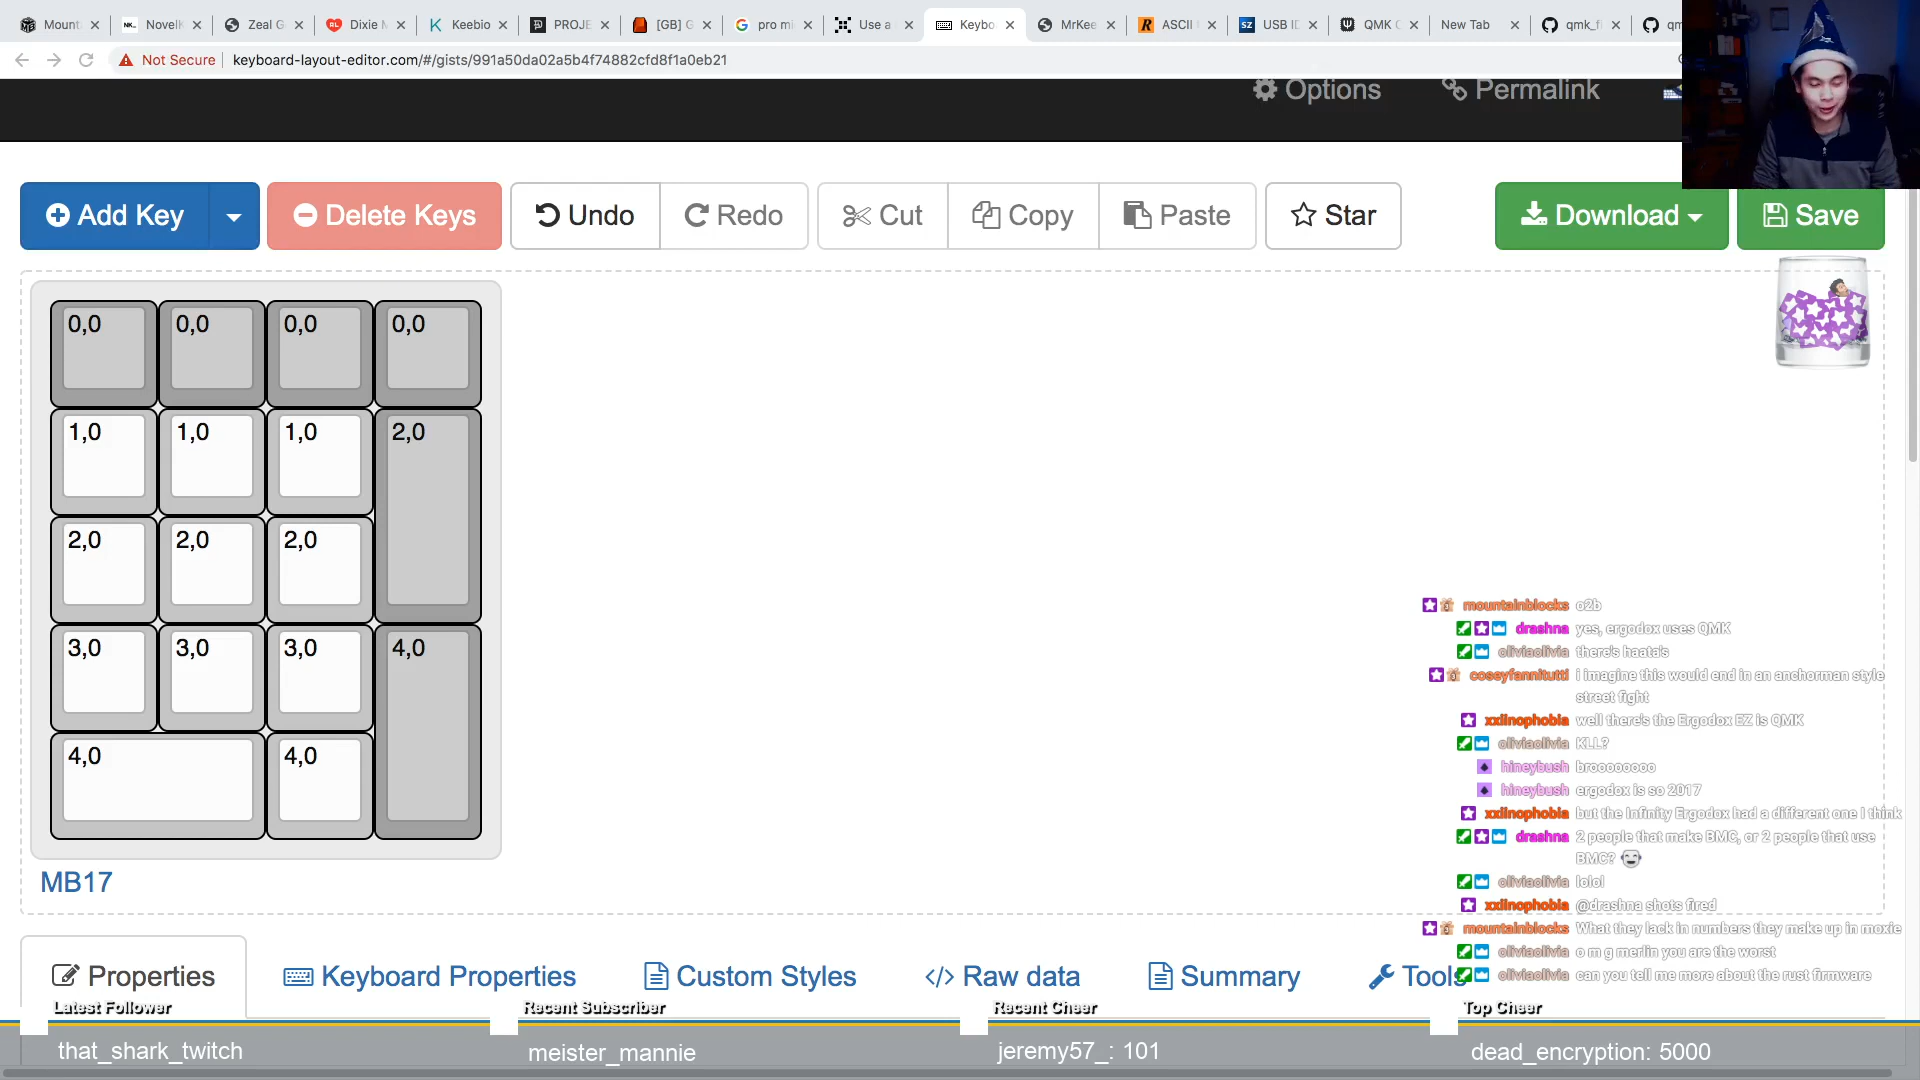 Mount
NovelK
Zeal G
Dixie M
Keebio
PROJE
[GB] G
pro mi
Use a
Keybo
MrKee
ASCII
USB ID
QMK C
New Tab
qmk_fi
qm
Not Secure
keyboard-layout-editor.com/#/gists/991a50da02a5b4f74882cfd8f1a0eb21
Options
Permalink
Add Key
Delete Keys
Undo
Redo
Cut
Copy
Paste
Star
Download
Save
0,0 0,0 0,0 0,0
1,0 1,0 1,0 2,0
2,0 2,0 2,0
3,0 3,0 3,0 4,0
4,0 4,0
MB17
mountainblocks o2b
drashna yes, ergodox uses QMK
oliviaolivia there's haata's
coseyfannitutti i imagine this would end in an anchorman style
street fight
xxiinophobia well there's the Ergodox EZ is QMK
oliviaolivia KLL?
hineybush broooooooo
hineybush ergodox is so 2017
xxiinophobia but the Infinity Ergodox had a different one I think
drashna 2 people that make BMC, or 2 people that use
BMC?
oliviaolivia lolol
xxiinophobia @drashna shots fired
mountainblocks What they lack in numbers they make up in moxie
oliviaolivia o m g merlin you are the worst
oliviaolivia can you tell me more about the rust firmware
Properties
Keyboard Properties
Custom Styles
Raw data
Summary
Tools
Latest Follower
Recent Subscriber
Recent Cheer
Top Cheer
that_shark_twitch
meister_mannie
jeremy57_: 101
dead_encryption: 5000